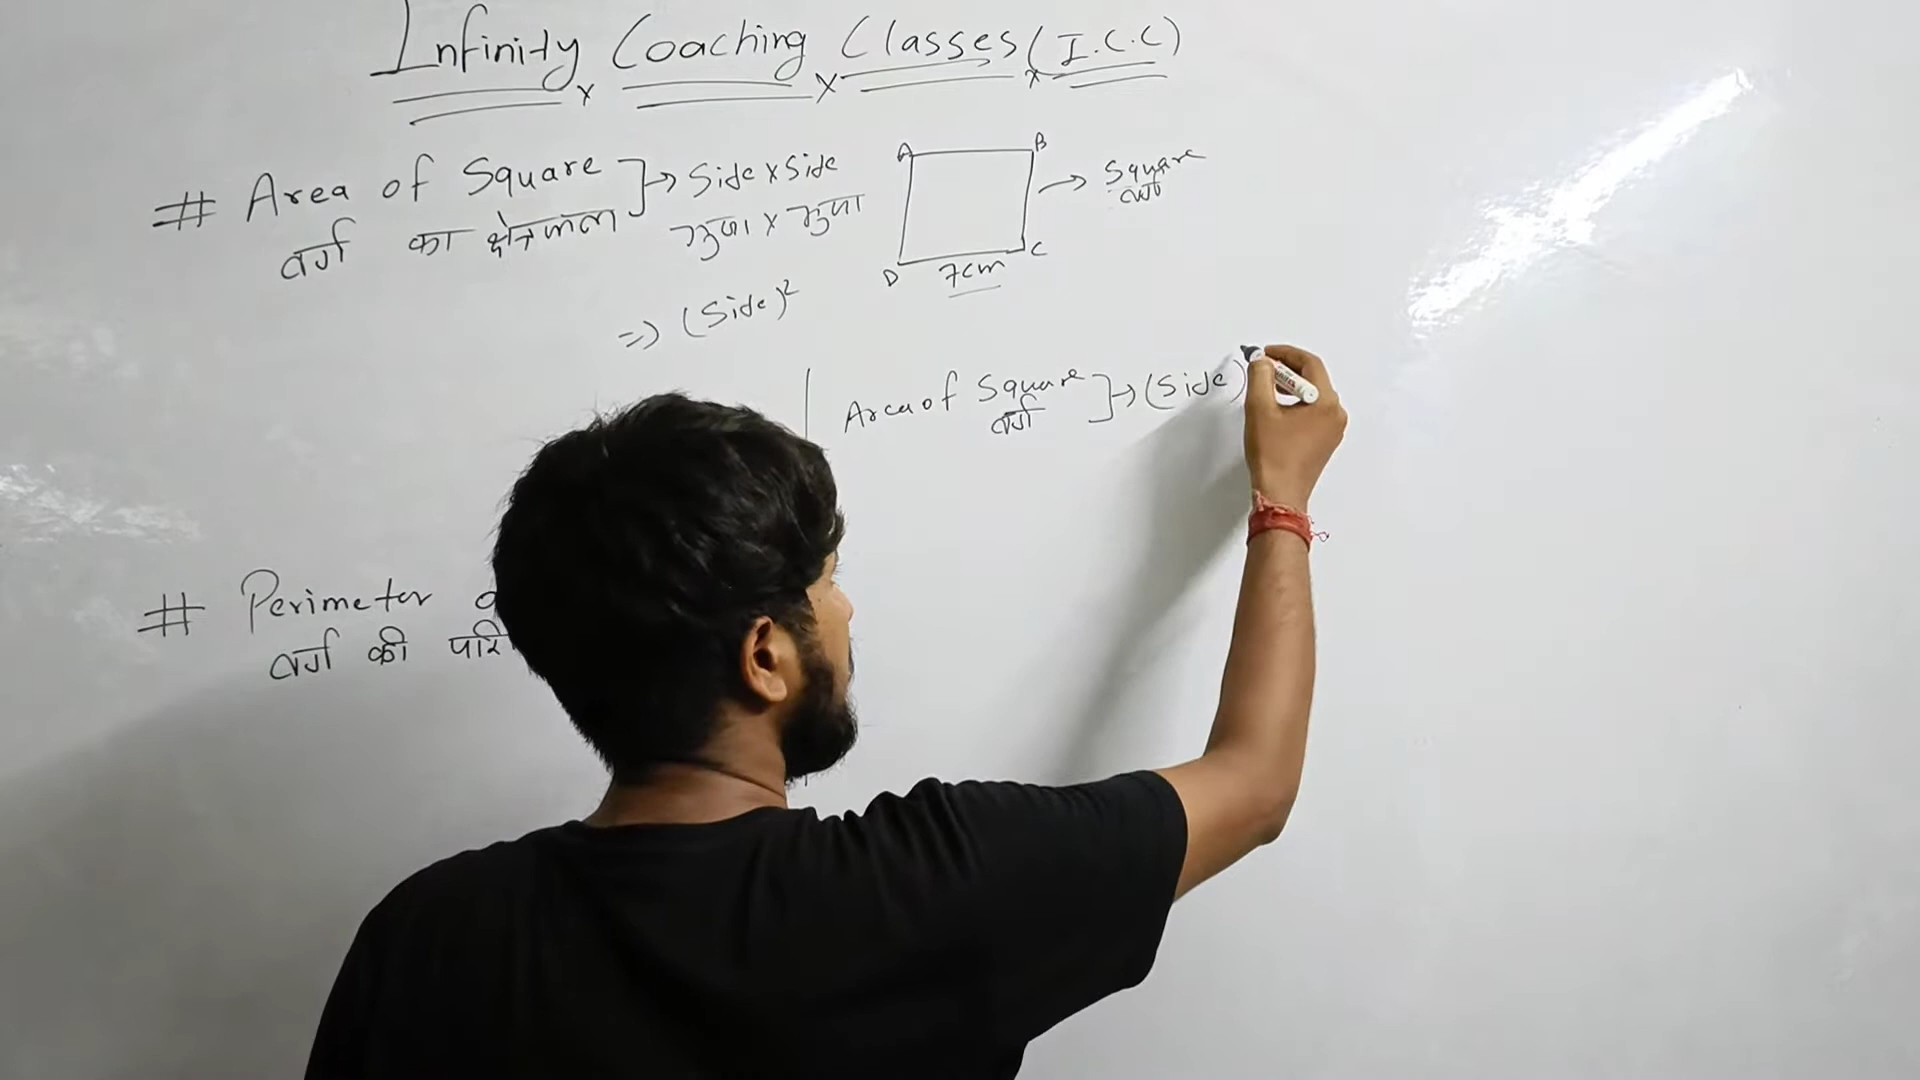 Infinity Coaching Classes (I.C.C)
# Area of Square → Side x Side
वर्ग का क्षेत्रफल भुजा x भुजा
=> (Side)²
A B
D C
7cm
→ Square
वर्ग
Area of Square → (Side)
वर्ग
# Perimeter
वर्ग की परि